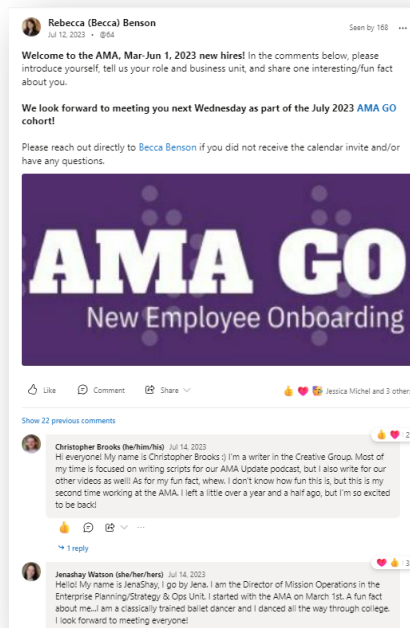 Rebecca (Becca) Benson
Jul 12, 2023 • @64
Seen by 168 ...
Welcome to the AMA, Mar-Jun 1, 2023 new hires! In the comments below, please
introduce yourself, tell us your role and business unit, and share one interesting/fun fact
about you.
We look forward to meeting you next Wednesday as part of the July 2023 AMA GO
cohort!
Please reach out directly to Becca Benson if you did not receive the calendar invite and/or
have any questions.
AMA GO
New Employee Onboarding
Like Comment Share
Jessica Michel and 3 others
Show 22 previous comments
2
Christopher Brooks (he/him/his) Jul 14, 2023
Hi everyone! My name is Christopher Brooks :) I'm a writer in the Creative Group. Most of
my time is focused on writing scripts for our AMA Update podcast, but I also write for our
other videos as well! As for my fun fact, whew. I don't know how fun this is, but this is my
second time working at the AMA. I left a little over a year and a half ago, but I'm so excited
to be back!
1 reply
3
Jenashay Watson (she/her/hers) Jul 14, 2023
Hello! My name is JenaShay, I go by Jena. I am the Director of Mission Operations in the
Enterprise Planning/Strategy & Ops Unit. I started with the AMA on March 1st. A fun fact
about me...I am a classically trained ballet dancer and I danced all the way through college.
I look forward to meeting everyone!